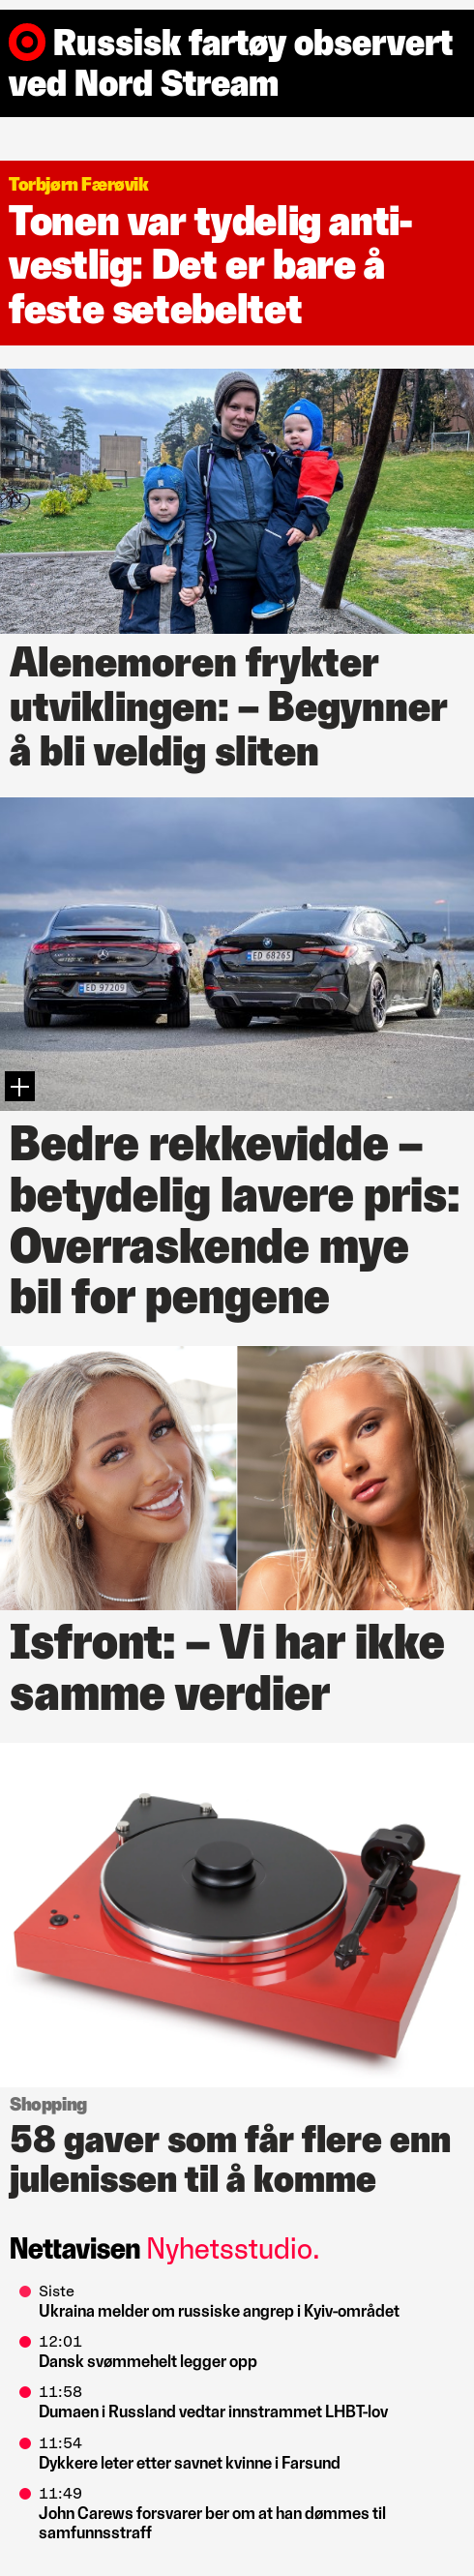 Russisk fartøy observert
ved Nord Stream
Torbjørn Færøvik
Tonen var tydelig anti-
vestlig: Det er bare å
feste setebeltet
Alenemoren frykter
utviklingen: – Begynner
å bli veldig sliten
ED 97209
ED 68265
Bedre rekkevidde –
betydelig lavere pris:
Overraskende mye
bil for pengene
Isfront: – Vi har ikke
samme verdier
Shopping
58 gaver som får flere enn
julenissen til å komme
Nettavisen Nyhetsstudio.
Siste
Ukraina melder om russiske angrep i Kyiv-området
12:01
Dansk svømmehelt legger opp
11:58
Dumaen i Russland vedtar innstrammet LHBT-lov
11:54
Dykkere leter etter savnet kvinne i Farsund
11:49
John Carews forsvarer ber om at han dømmes til
samfunnsstraff